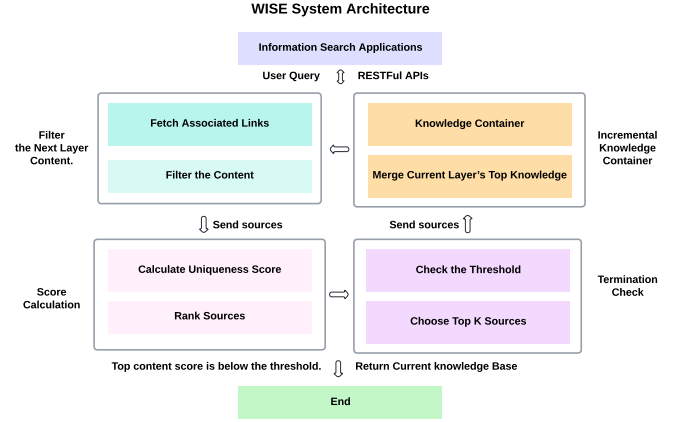 WISE System Architecture
Information Search Applications
User Query
RESTFul APIs
Filter
the Next Layer
Content.
Fetch Associated Links
Filter the Content
Knowledge Container
Merge Current Layer's Top Knowledge
Incremental
Knowledge
Container
Send sources
Send sources
Score
Calculation
Calculate Uniqueness Score
Rank Sources
Check the Threshold
Choose Top K Sources
Termination
Check
Top content score is below the threshold.
Return Current knowledge Base
End